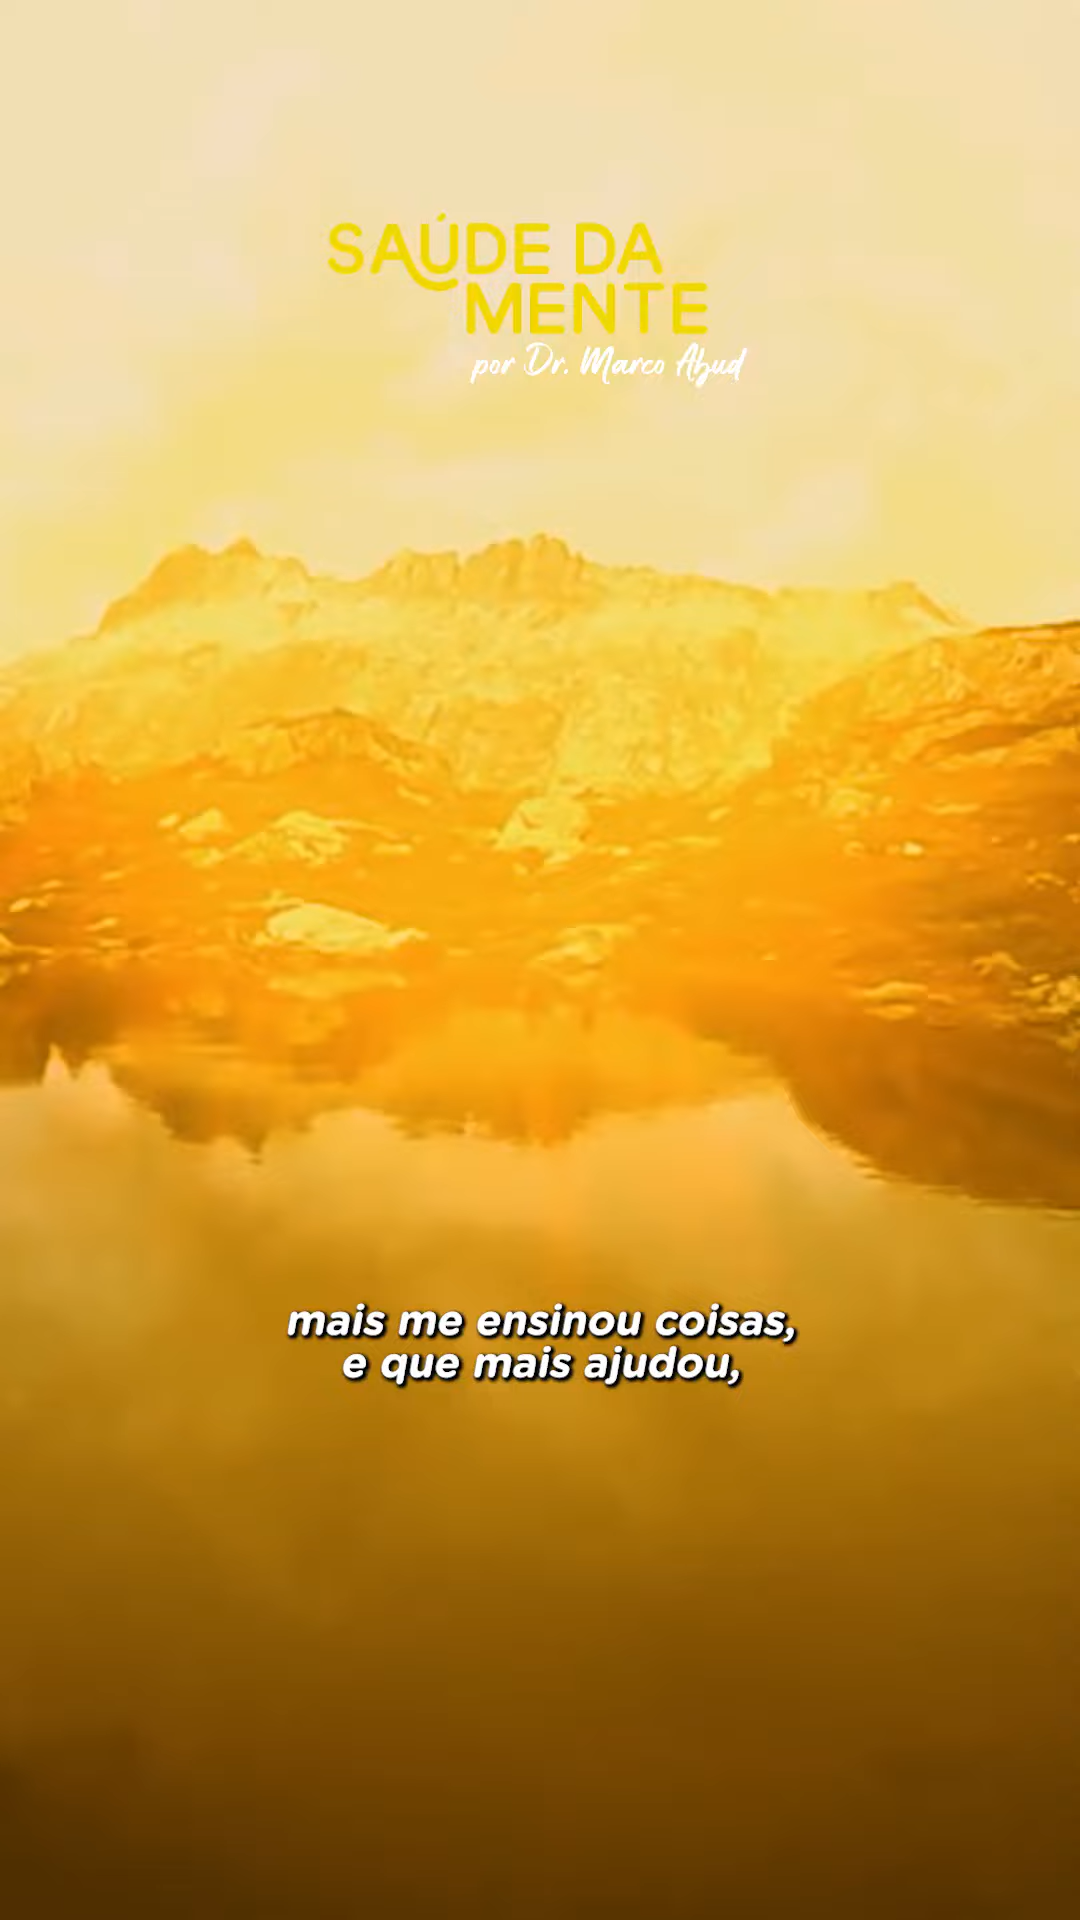 SAÚDE DA
MENTE
por Dr. Marco Abud
mais me ensinou coisas,
e que mais ajudou,